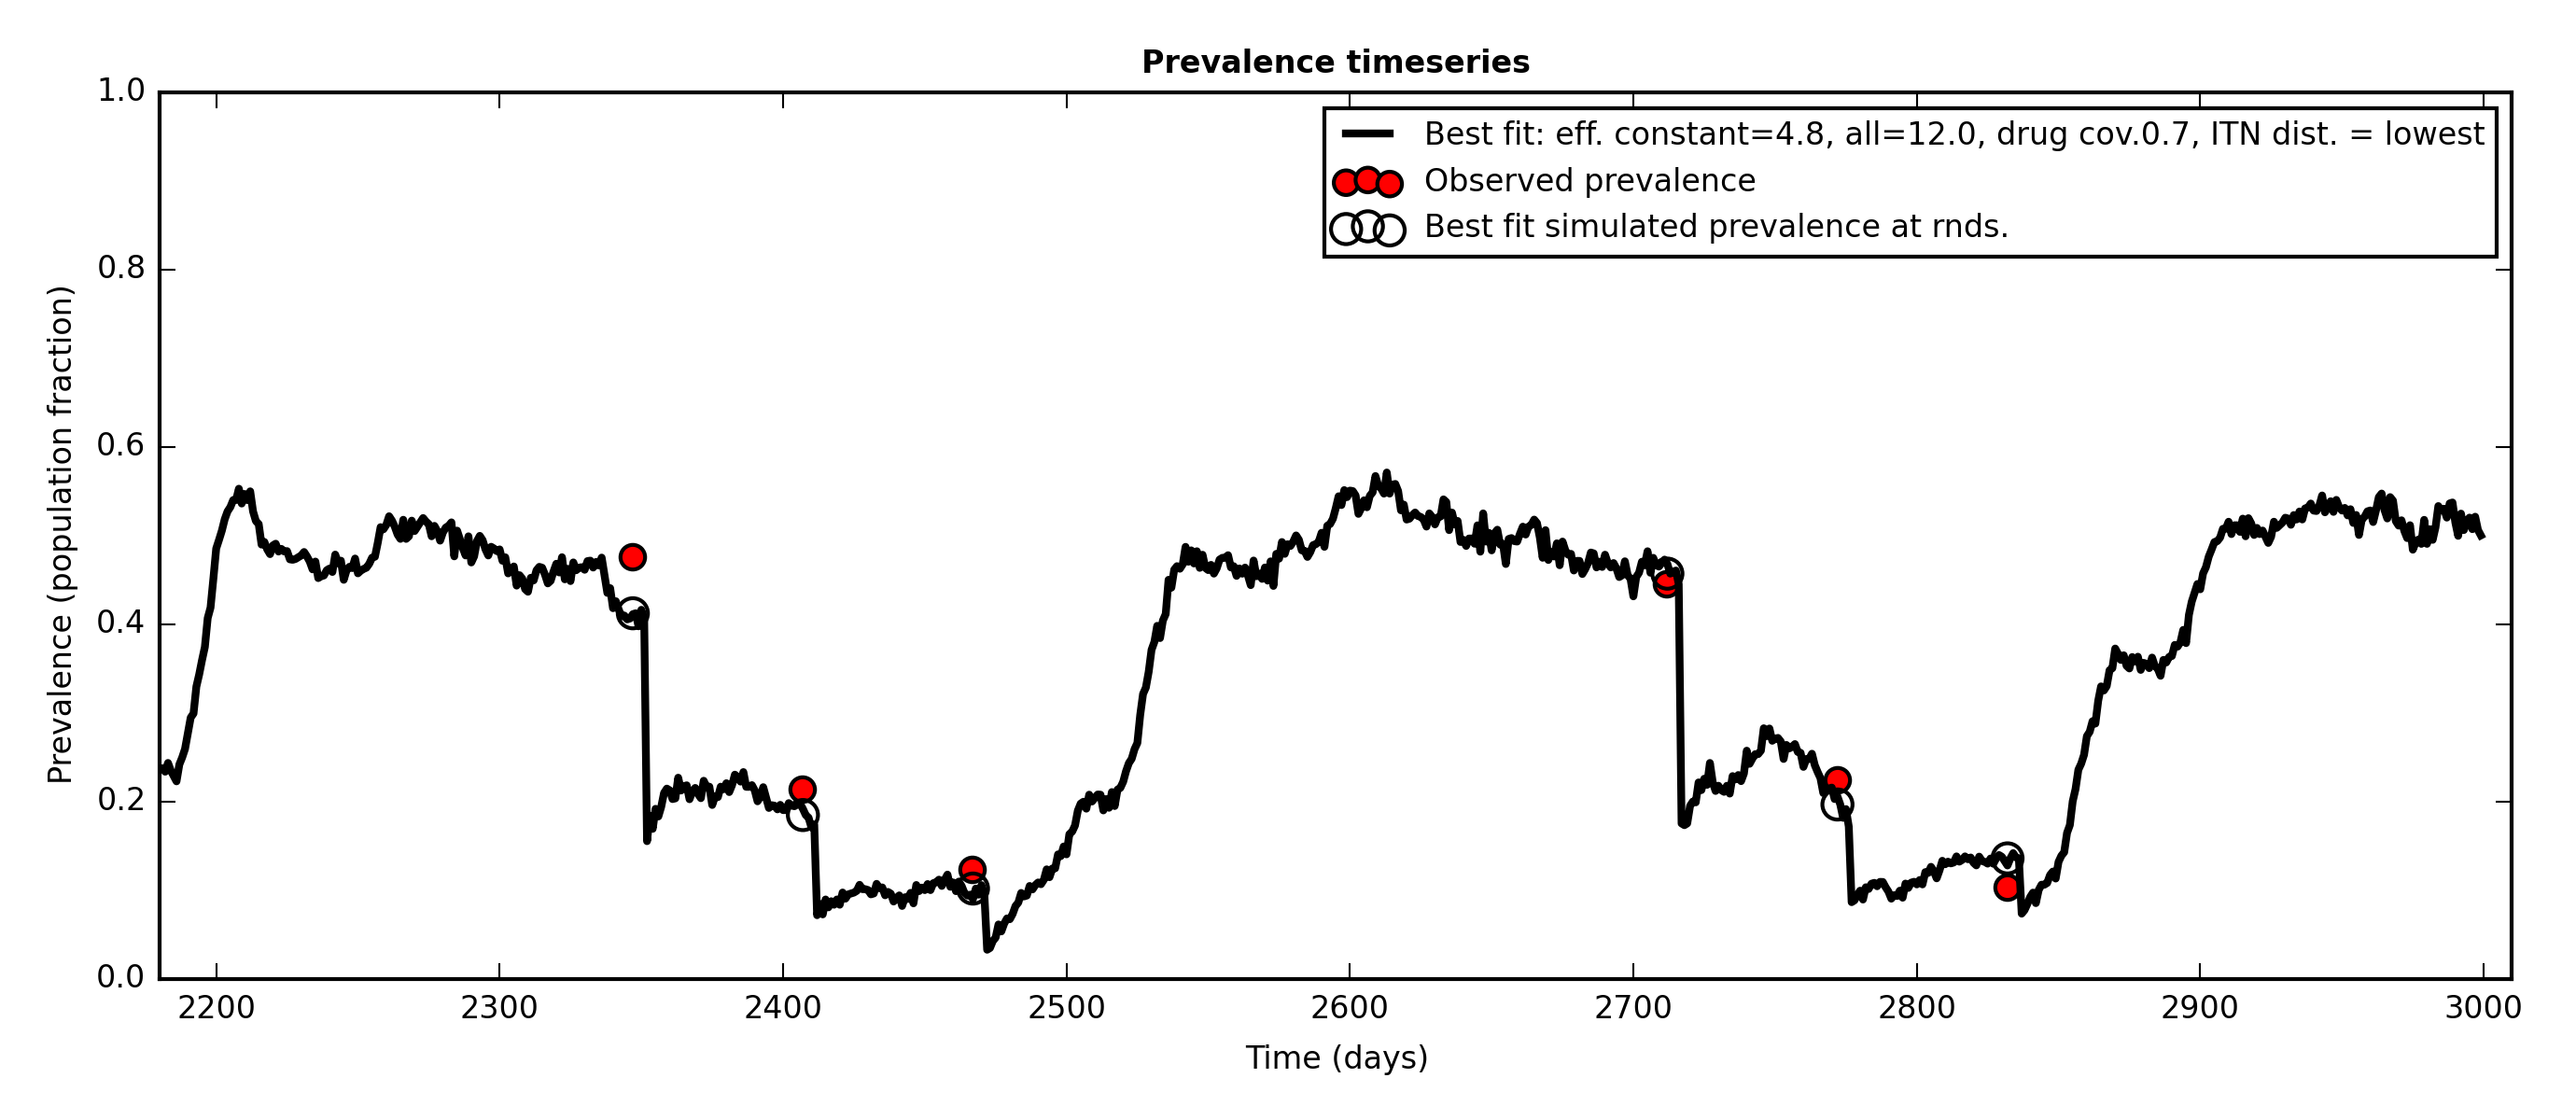 Prevalence timeseries
1.0
0.8
0.6
0.4
0.2
0.0
Prevalence (population fraction)
Best fit: eff. constant=4.8, all=12.0, drug cov.0.7, ITN dist. = lowest
Observed prevalence
Best fit simulated prevalence at rnds.
2200 2300 2400 2500 2600 2700 2800 2900 3000
Time (days)